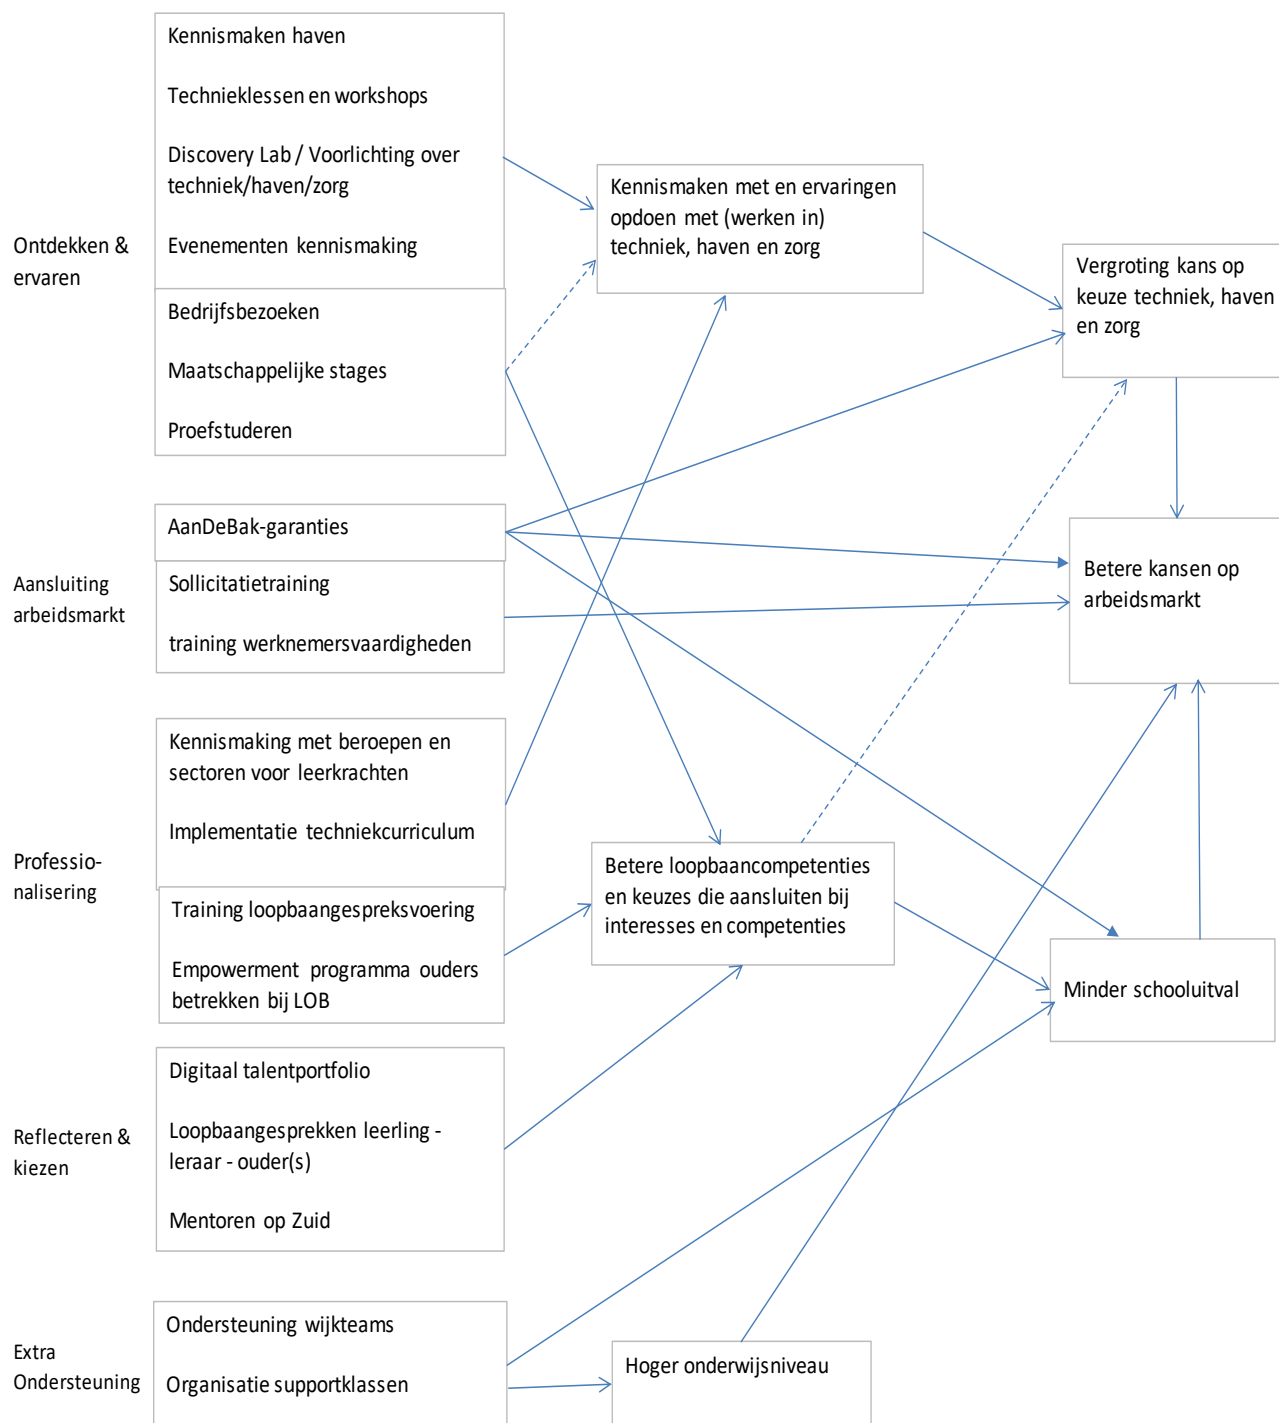 Ontdekken &
ervaren
Kennismaken haven
Technieklessen en workshops
Discovery Lab / Voorlichting over
techniek/haven/zorg
Evenementen kennismaking
Bedrijfsbezoeken
Maatschappelijke stages
Proefstuderen
Kennismaken met en ervaringen
opdoen met (werken in)
techniek, haven en zorg
Vergroting kans op
keuze techniek, haven
en zorg
Aansluiting
arbeidsmarkt
AanDeBak-garanties
Sollicitatietraining
training werknemersvaardigheden
Betere kansen op
arbeidsmarkt
Professio-
nalisering
Kennismaking met beroepen en
sectoren voor leerkrachten
Implementatie techniekcurriculum
Training loopbaangespreksvoering
Empowerment programma ouders
betrekken bij LOB
Betere loopbaancompetenties
en keuzes die aansluiten bij
interesses en competenties
Minder schooluitval
Reflecteren &
kiezen
Digitaal talentportfolio
Loopbaangesprekken leerling -
leraar - ouder(s)
Mentoren op Zuid
Extra
Ondersteuning
Ondersteuning wijkteams
Organisatie supportklassen
Hoger onderwijsniveau